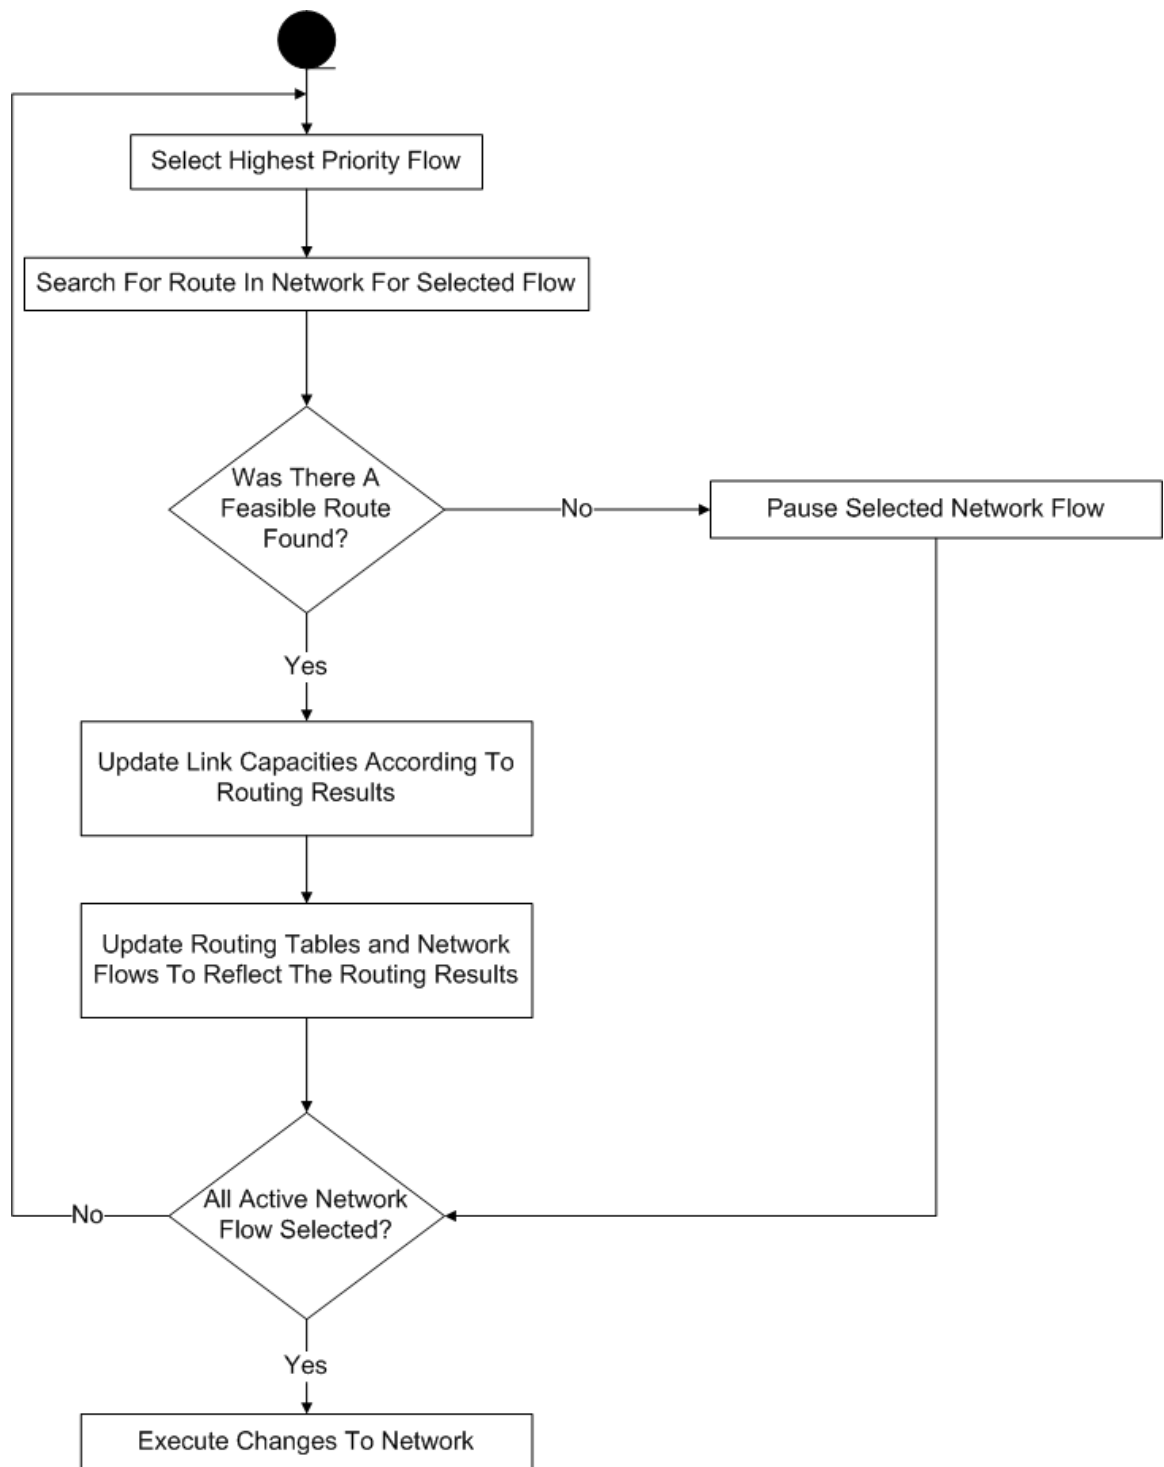 Select Highest Priority Flow
Search For Route In Network For Selected Flow
Was There A
Feasible Route
Found?
No
Pause Selected Network Flow
Yes
Update Link Capacities According To
Routing Results
Update Routing Tables and Network
Flows To Reflect The Routing Results
All Active Network
Flow Selected?
No
Yes
Execute Changes To Network